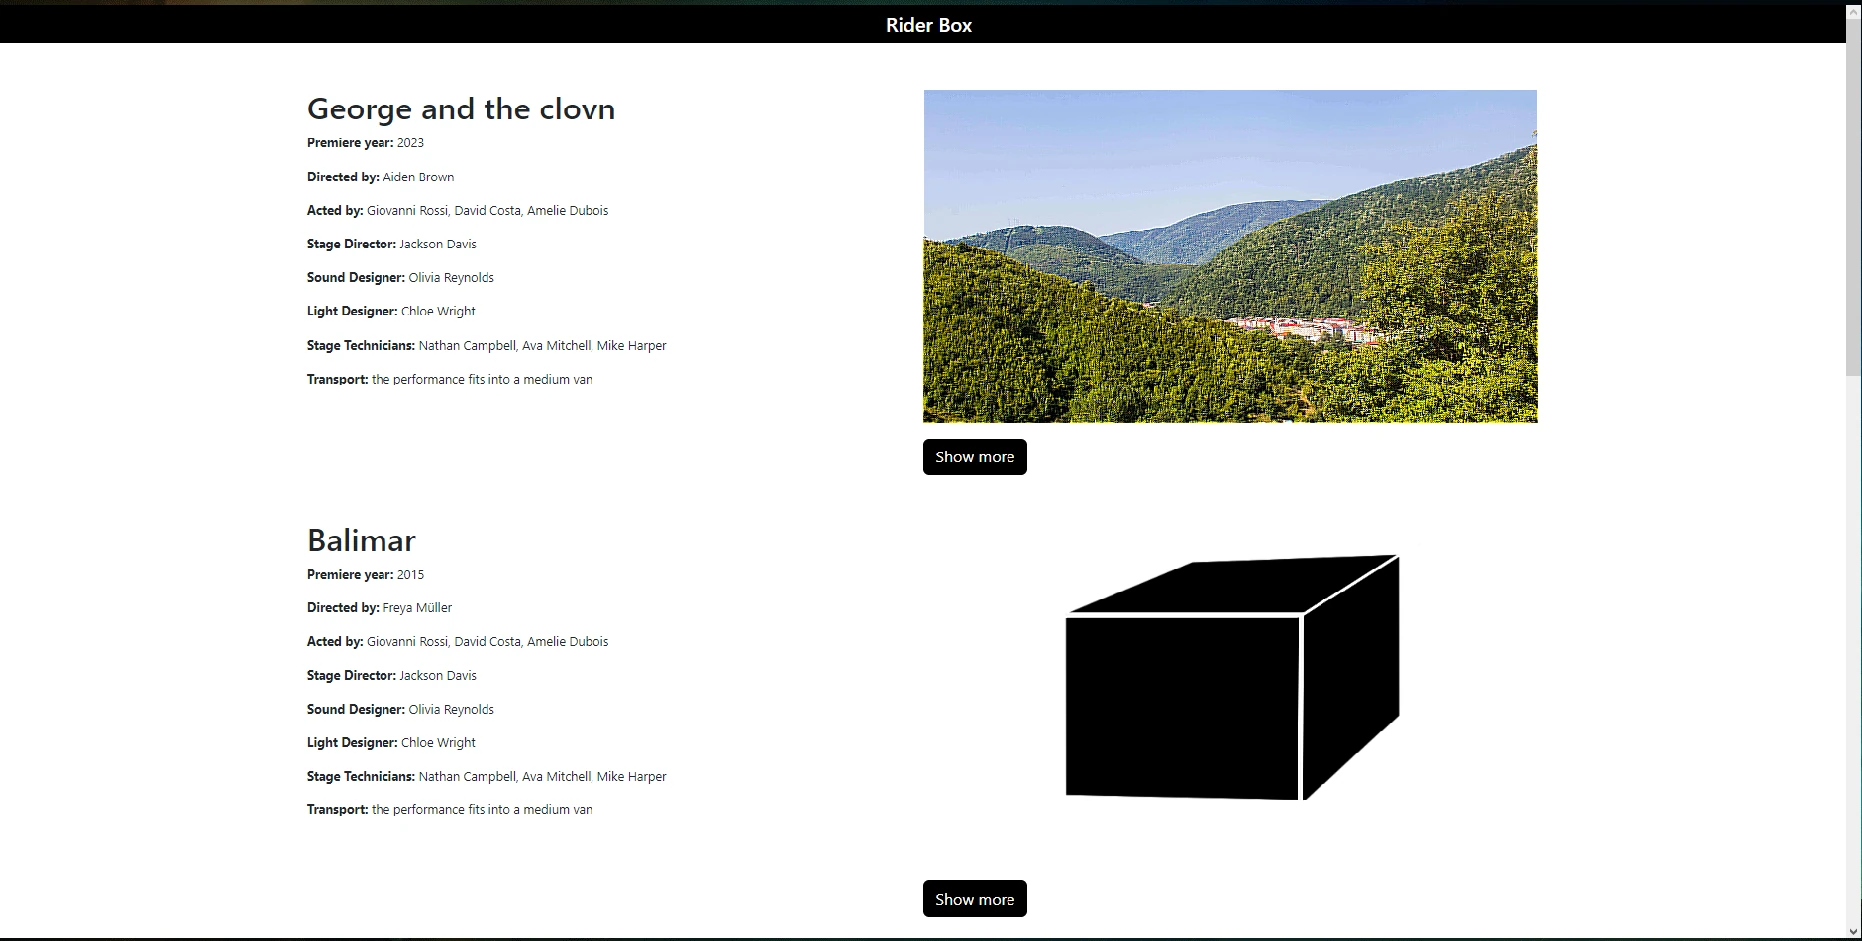 Rider Box
George and the clovn
Premiere year: 2023
Directed by: Aiden Brown
Acted by: Giovanni Rossi, David Costa, Amelie Dubois
Stage Director: Jackson Davis
Sound Designer: Olivia Reynolds
Light Designer: Chloe Wright
Stage Technicians: Nathan Campbell, Ava Mitchell, Mike Harper
Transport: the performance fits into a medium van
Show more
Balimar
Premiere year: 2015
Directed by: Freya Müller
Acted by: Giovanni Rossi, David Costa, Amelie Dubois
Stage Director: Jackson Davis
Sound Designer: Olivia Reynolds
Light Designer: Chloe Wright
Stage Technicians: Nathan Campbell, Ava Mitchell, Mike Harper
Transport: the performance fits into a medium van
Show more